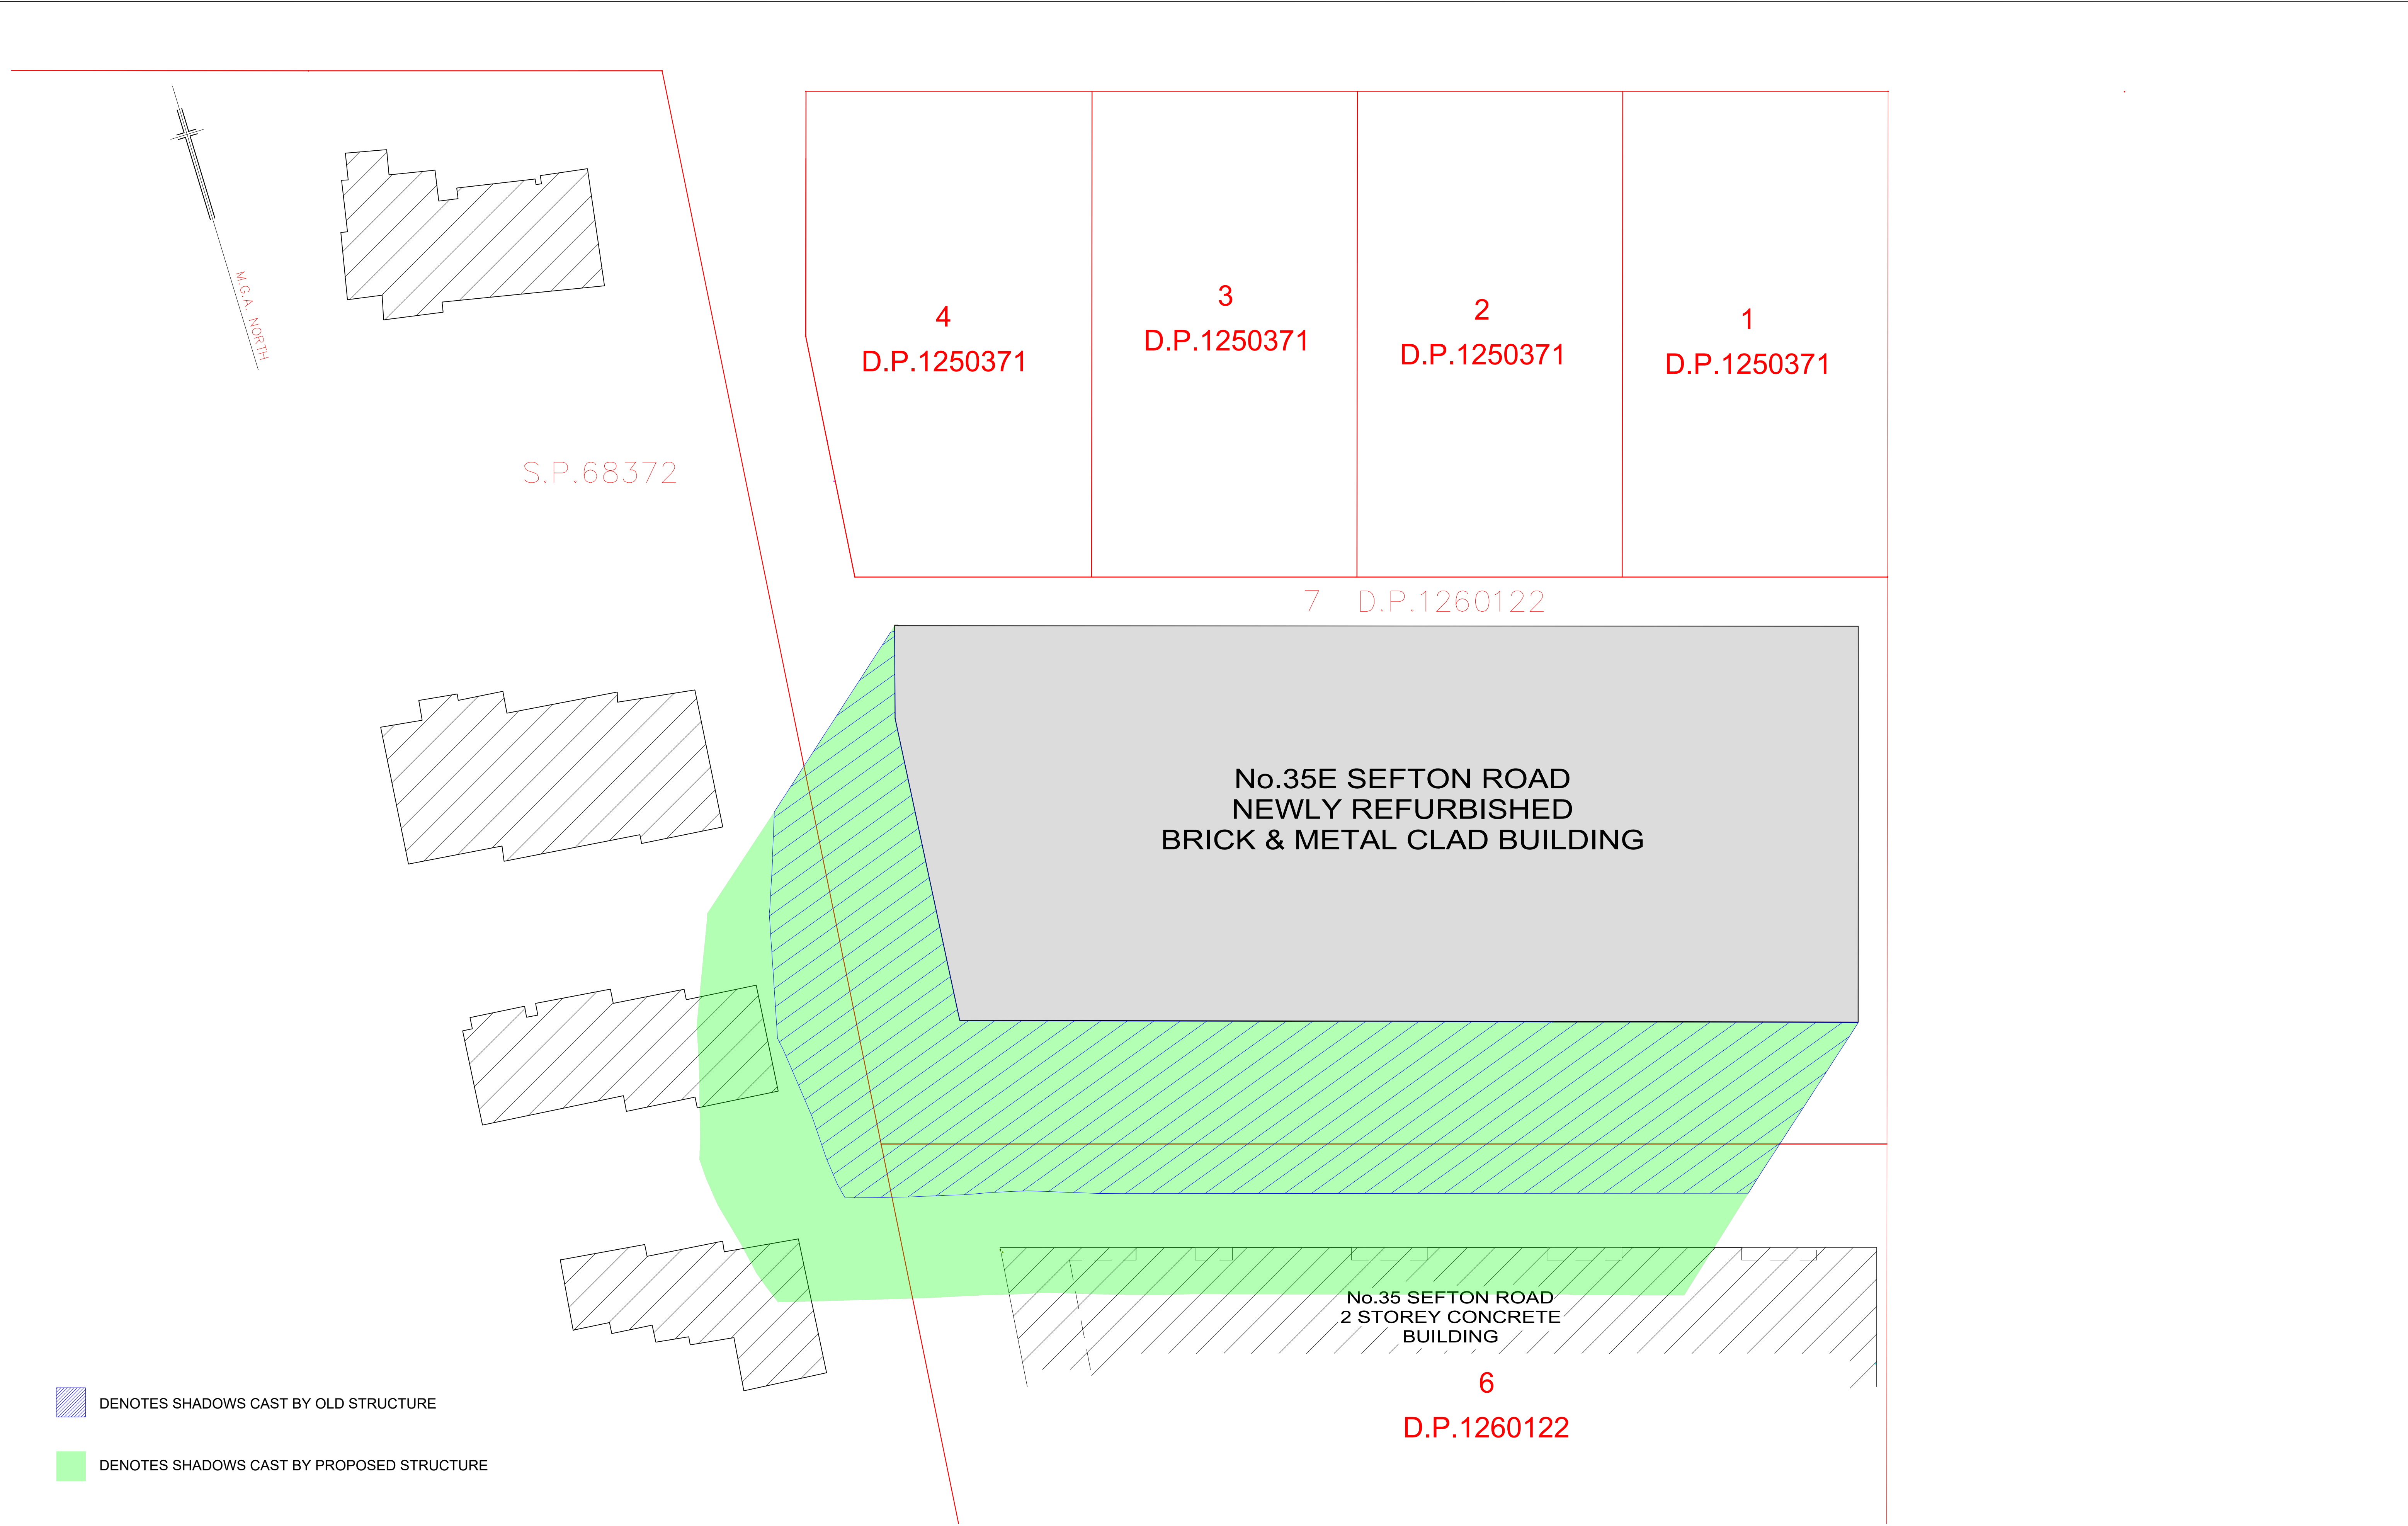 M.G.A. NORTH
S.P.68372
4
D.P.1250371
3
D.P.1250371
2
D.P.1250371
1
D.P.1250371
7 D.P.1260122
No.35E SEFTON ROAD
NEWLY REFURBISHED
BRICK & METAL CLAD BUILDING
No.35 SEFTON ROAD
2 STOREY CONCRETE
BUILDING
6
D.P.1260122
DENOTES SHADOWS CAST BY OLD STRUCTURE
DENOTES SHADOWS CAST BY PROPOSED STRUCTURE